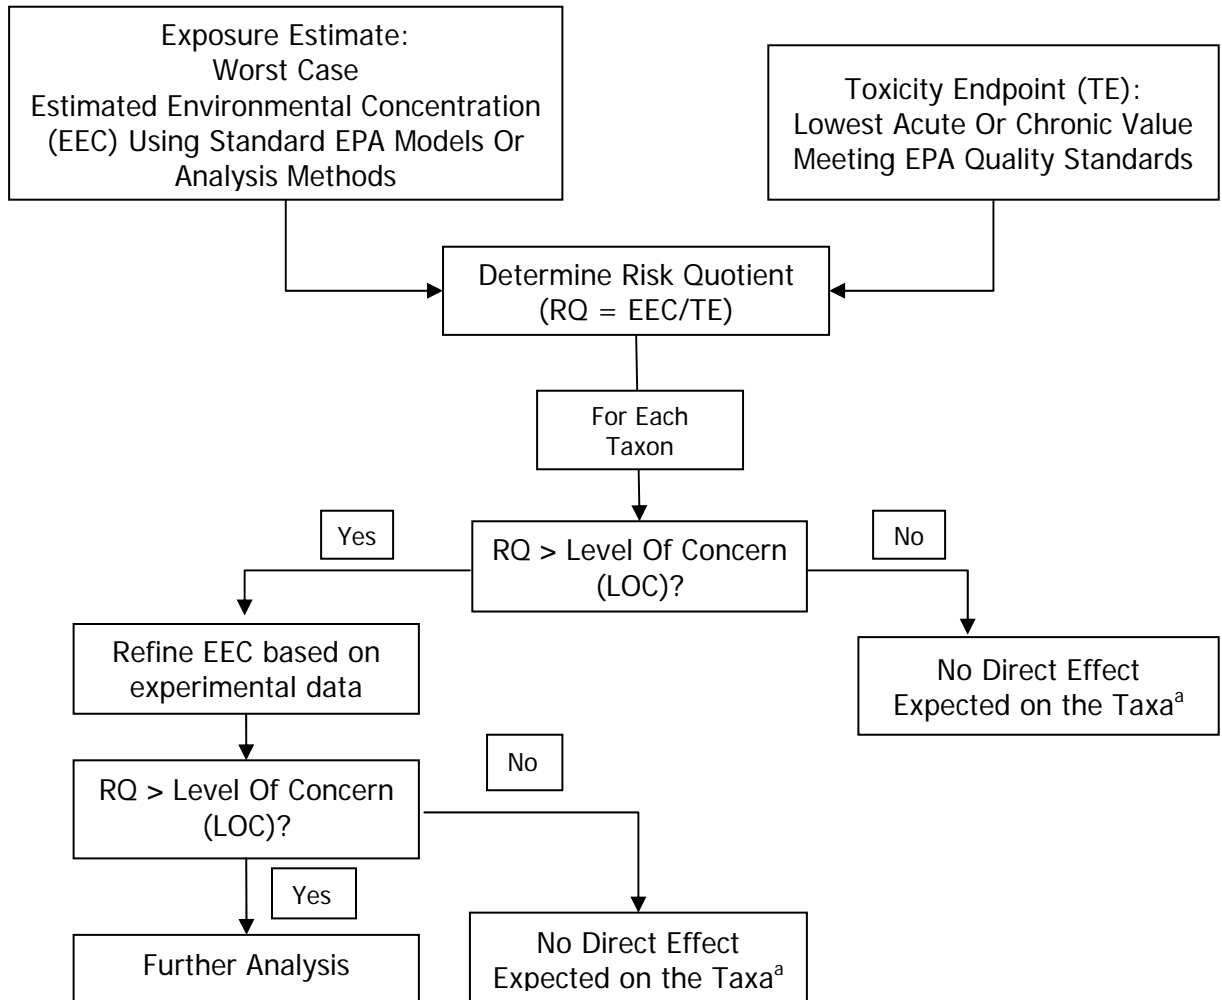 Exposure Estimate:
Worst Case
Estimated Environmental Concentration
(EEC) Using Standard EPA Models Or
Analysis Methods
Toxicity Endpoint (TE):
Lowest Acute Or Chronic Value
Meeting EPA Quality Standards
Determine Risk Quotient
(RQ = EEC/TE)
For Each
Taxon
Yes
RQ > Level Of Concern
(LOC)?
No
Refine EEC based on
experimental data
No Direct Effect
Expected on the Taxaᵃ
RQ > Level Of Concern
(LOC)?
No
Yes
Further Analysis
No Direct Effect
Expected on the Taxaᵃ